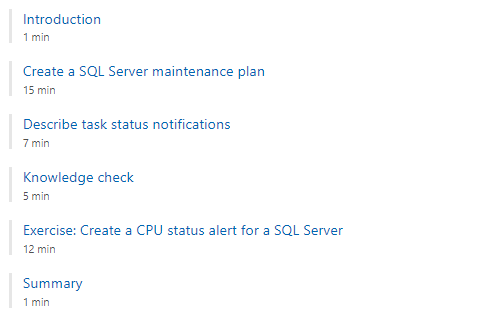 Introduction
1 min
Create a SQL Server maintenance plan
15 min
Describe task status notifications
7 min
Knowledge check
5 min
Exercise: Create a CPU status alert for a SQL Server
12 min
Summary
1 min